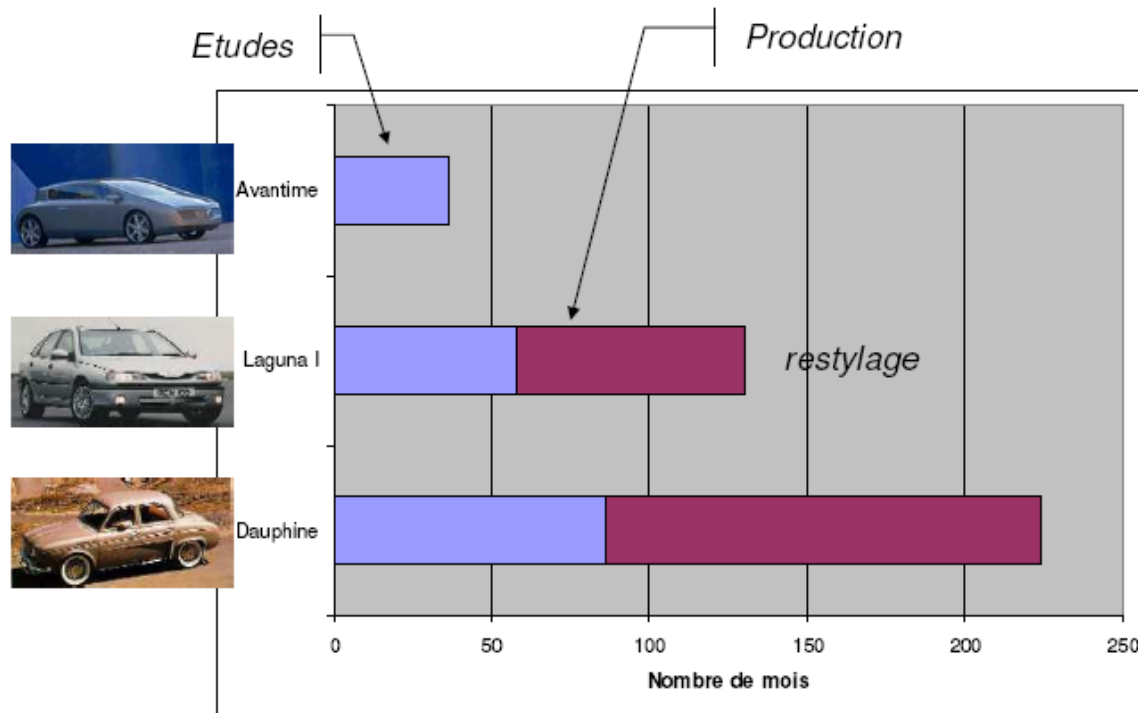 Etudes
Production
Avantime
Laguna I
restylage
Dauphine
0 50 100 150 200 250
Nombre de mois